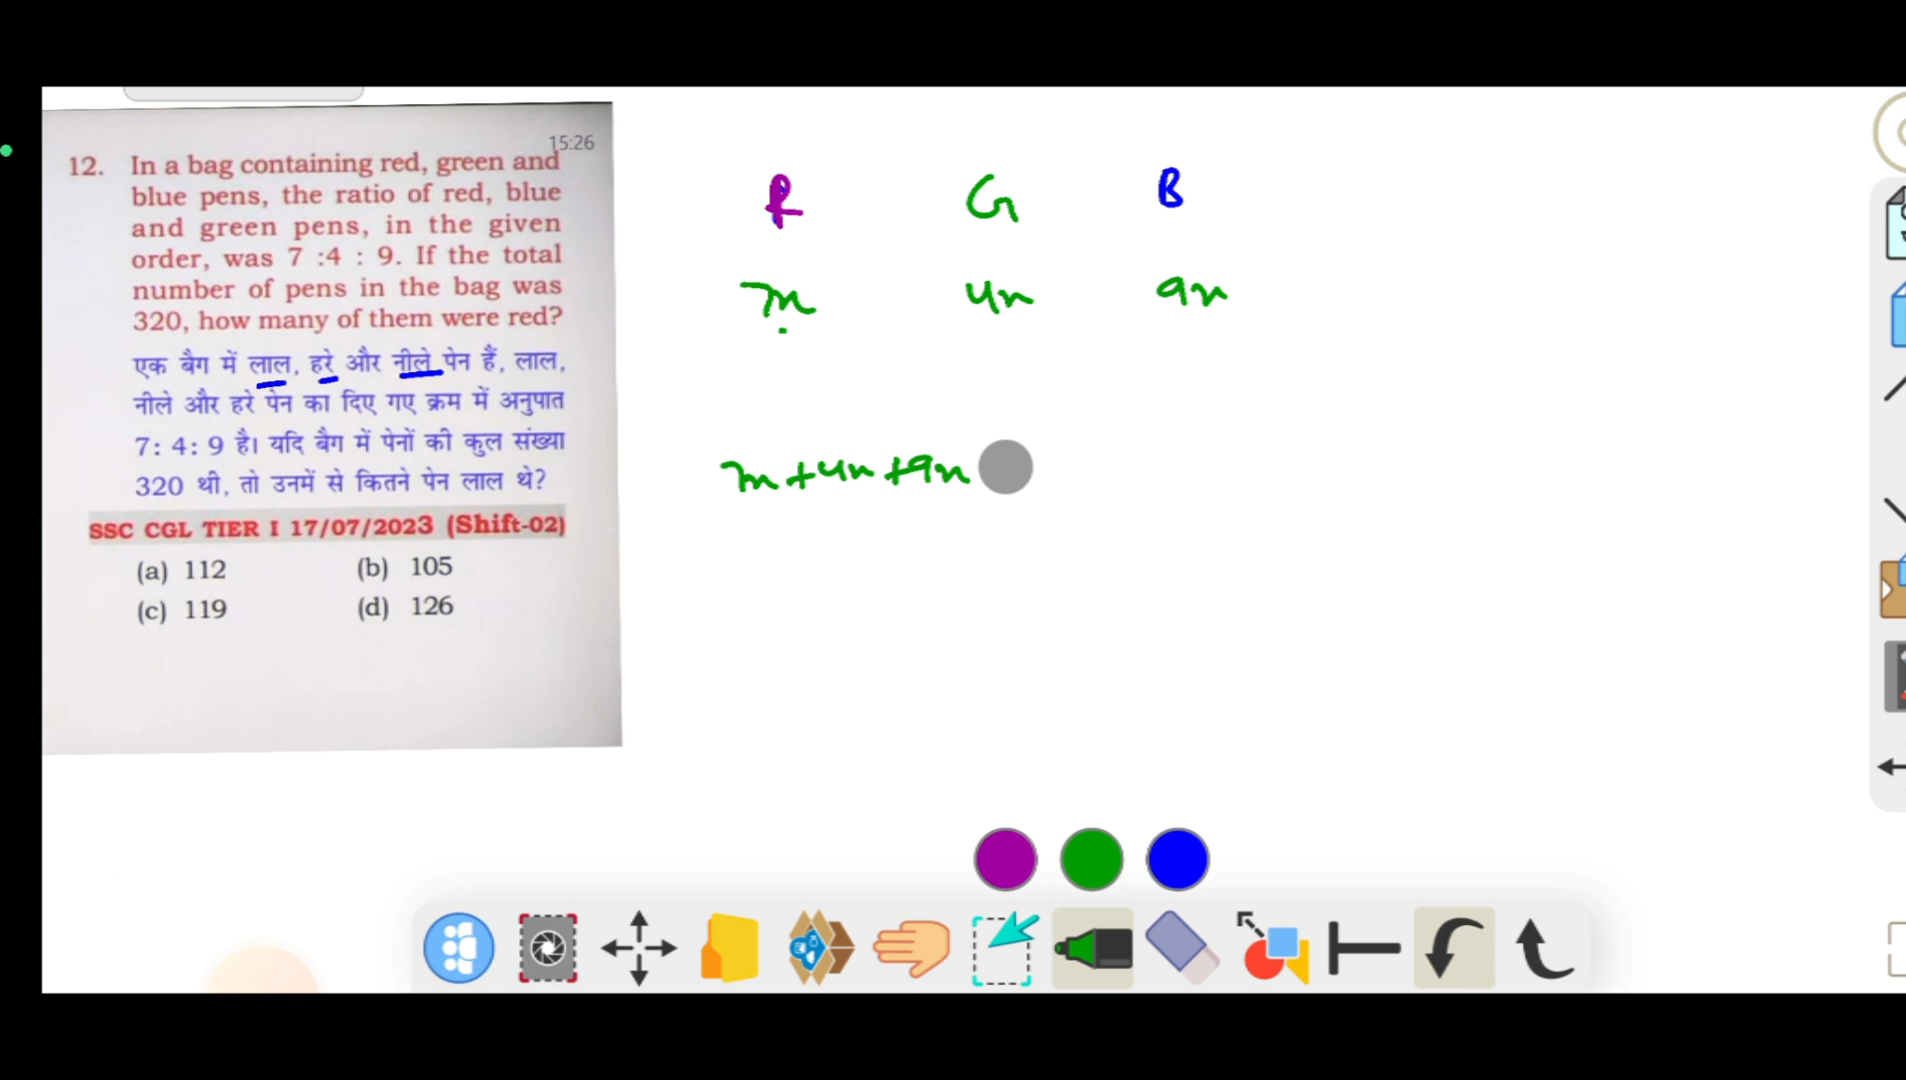 15:26
12. In a bag containing red, green and
blue pens, the ratio of red, blue
and green pens, in the given
order, was 7 :4 : 9. If the total
number of pens in the bag was
320, how many of them were red?
एक बैग में लाल, हरे और नीले पेन हैं, लाल,
नीले और हरे पेन का दिए गए क्रम में अनुपात
7: 4: 9 है। यदि बैग में पेनों की कुल संख्या
320 थी, तो उनमें से कितने पेन लाल थे?
SSC CGL TIER I 17/07/2023 (Shift-02)
(a) 112 (b) 105
(c) 119 (d) 126
R G B
7x 4x 9x
7x+4x+9x